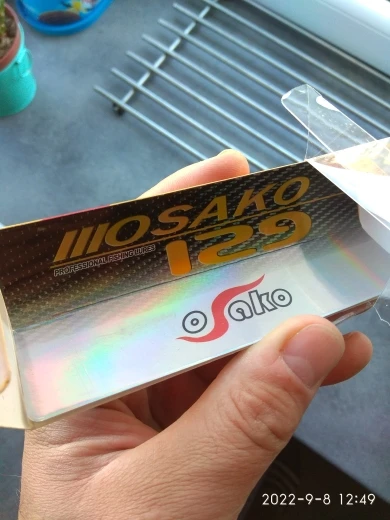 OSAKO
PROFESSIONAL FISHING LURES
129
oSako
2022-9-8 12:49